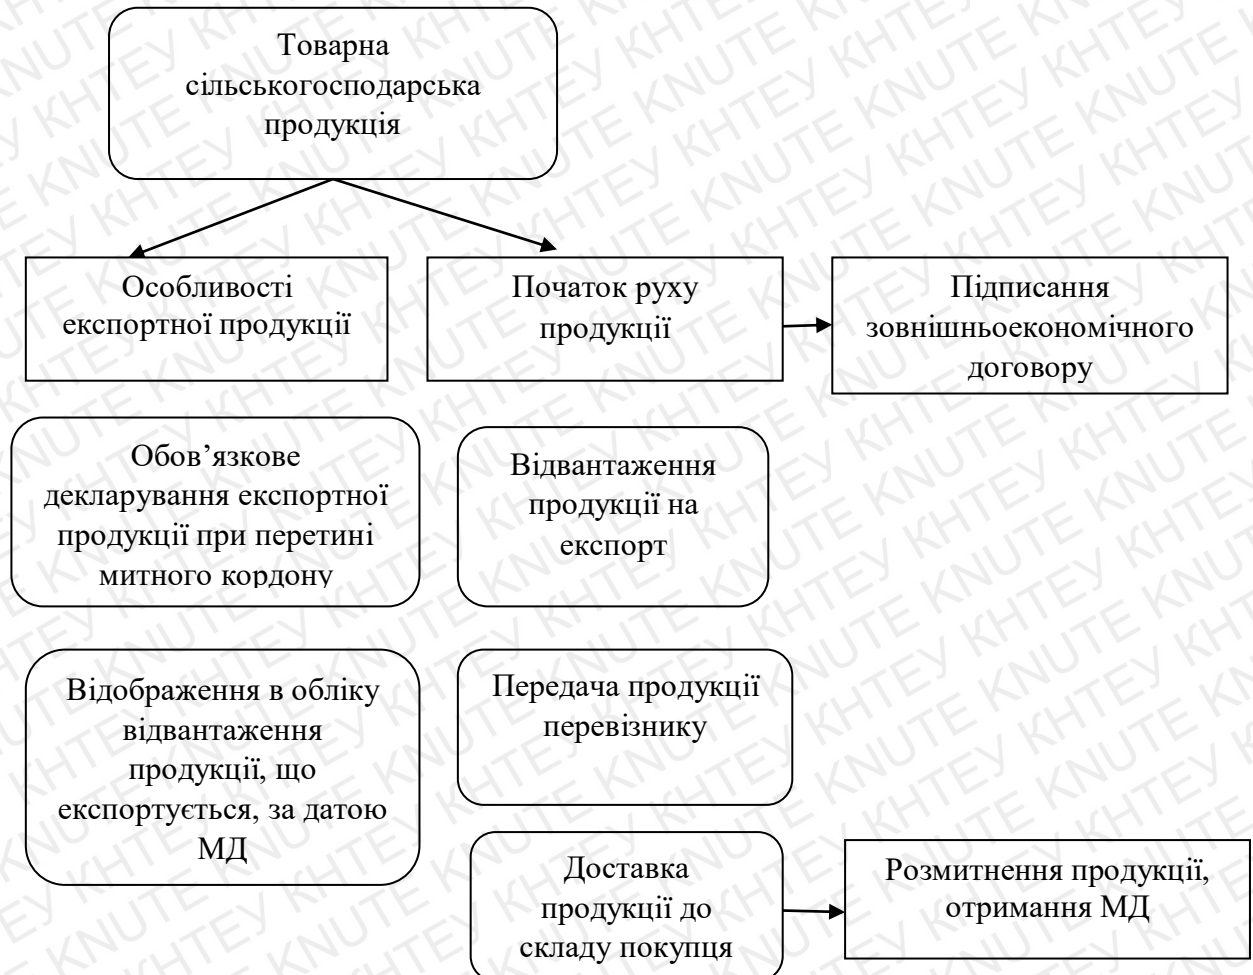 Товарна
сільськогосподарська
продукція
Особливості
експортної продукції
Початок руху
продукції
Підписання
зовнішньоекономічного
договору
Обов’язкове
декларування експортної
продукції при перетині
митного кордону
Відвантаження
продукції на
експорт
Відображення в обліку
відвантаження
продукції, що
експортується, за датою
МД
Передача продукції
перевізнику
Доставка
продукції до
складу покупця
Розмитнення продукції,
отримання МД